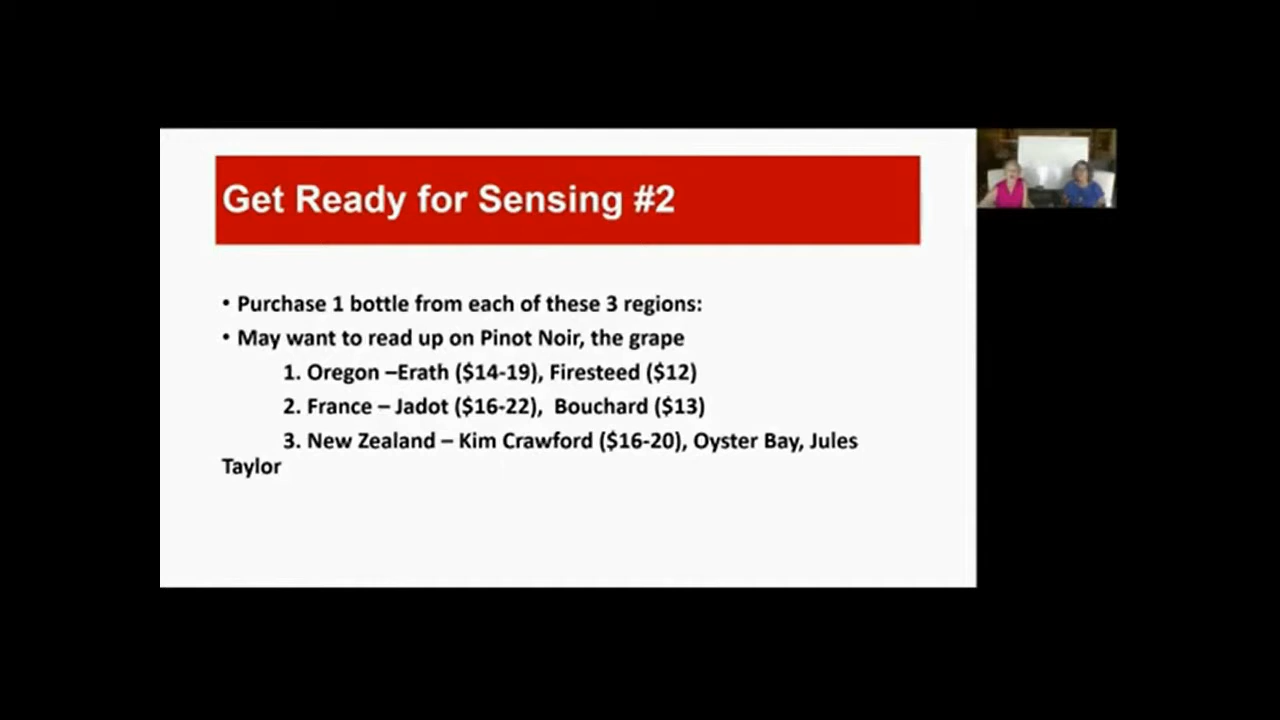 Get Ready for Sensing #2
• Purchase 1 bottle from each of these 3 regions:
• May want to read up on Pinot Noir, the grape
1. Oregon –Erath ($14-19), Firesteed ($12)
2. France – Jadot ($16-22),  Bouchard ($13)
3. New Zealand – Kim Crawford ($16-20), Oyster Bay, Jules
Taylor